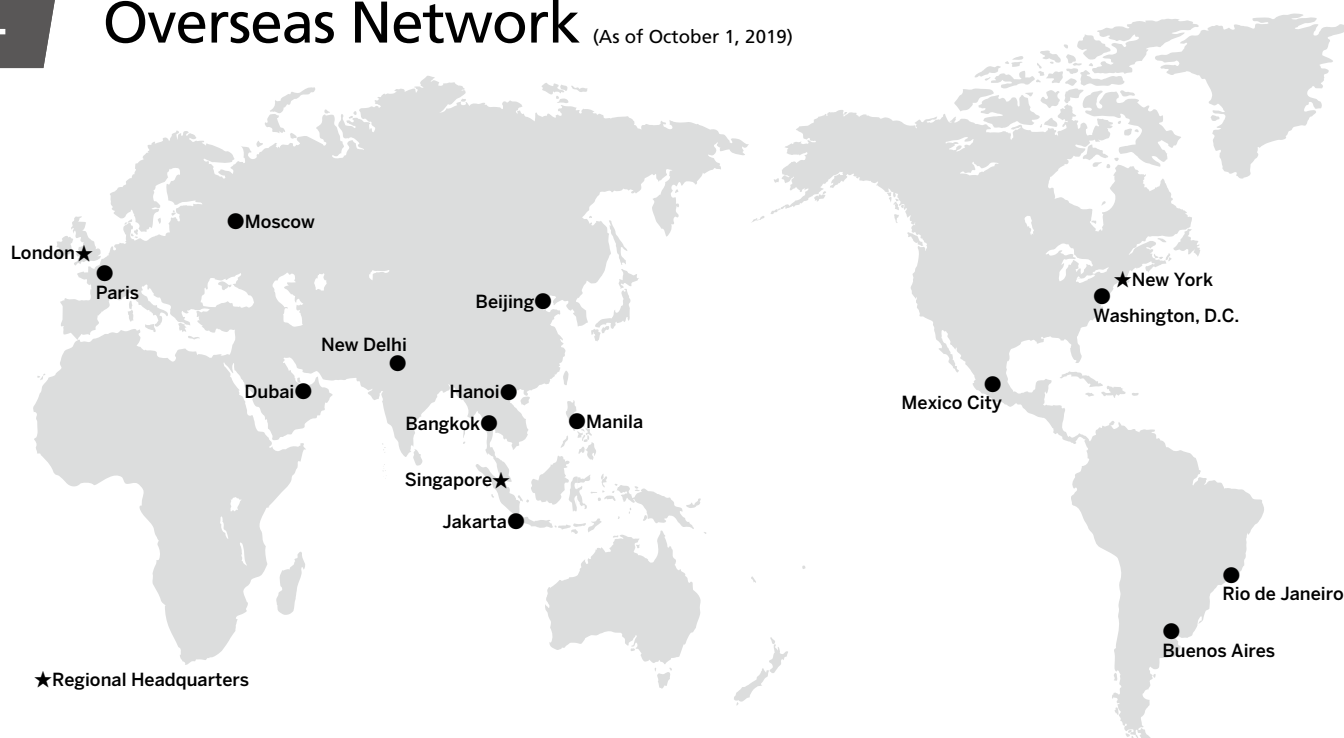 Overseas Network (As of October 1, 2019)
Moscow
London★
Paris
Beijing
★New York
Washington, D.C.
New Delhi
Dubai
Hanoi
Mexico City
Bangkok
Manila
Singapore★
Jakarta
Rio de Janeiro
Buenos Aires
★Regional Headquarters